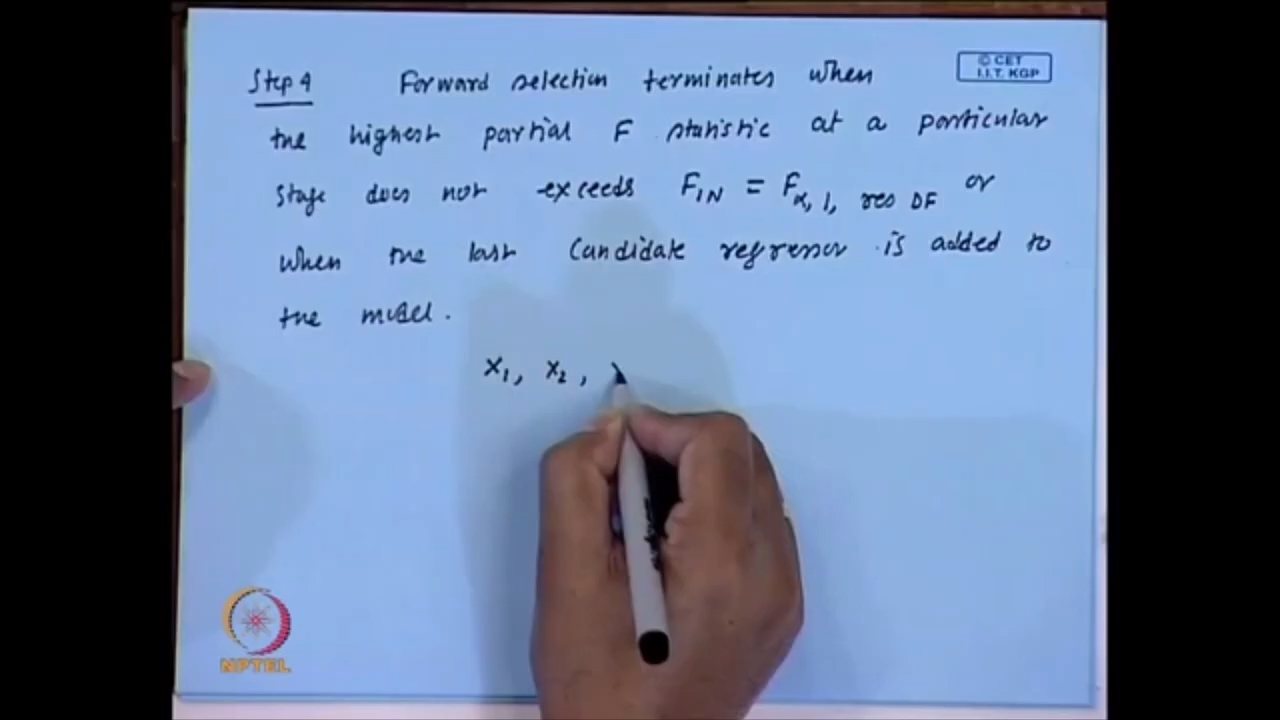 © CET
I.I.T. KGP
Step 4 Forward selection terminates when
the highest partial F statistic at a particular
stage does not exceeds F_IN = F_α, 1, res DF or
when the last candidate regressor is added to
the model.
x₁, x₂,
NPTEL